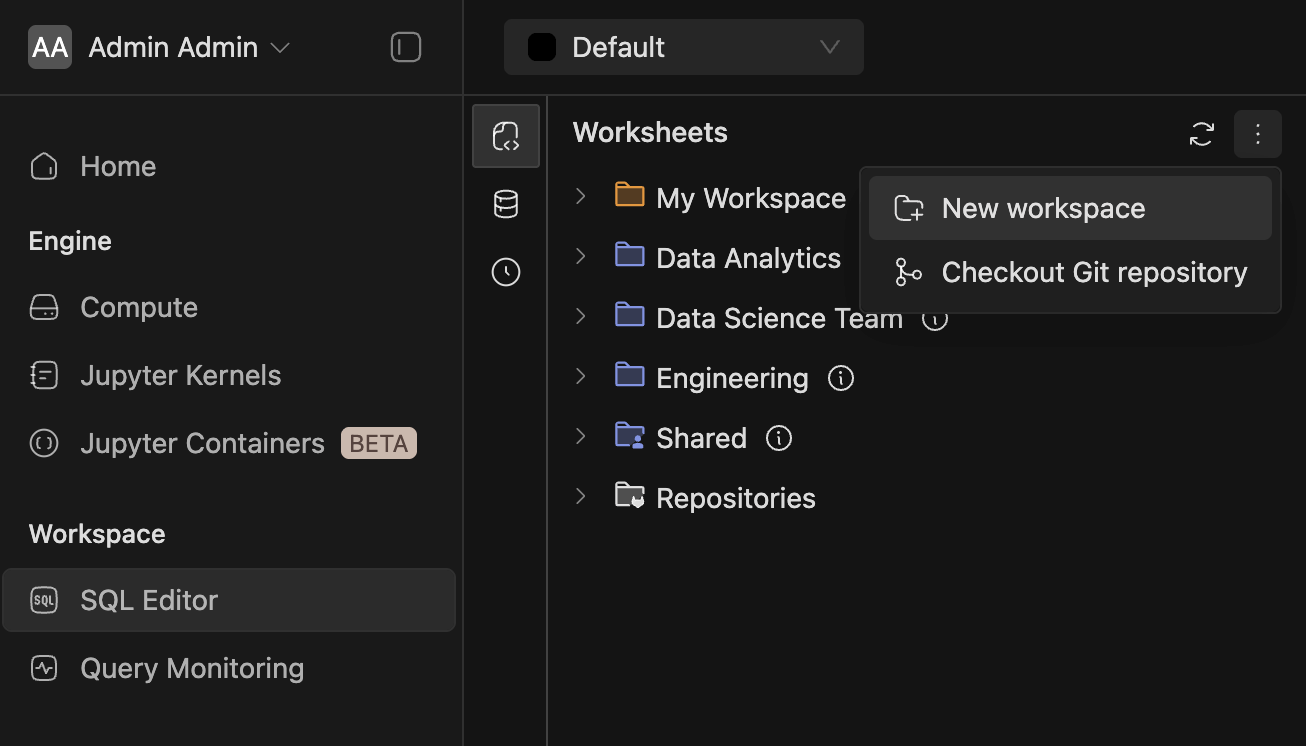 AA Admin Admin
Default
Home
Engine
Compute
Jupyter Kernels
Jupyter Containers BETA
Workspace
SQL SQL Editor
Query Monitoring
Worksheets
My Workspace
Data Analytics
Data Science Team
Engineering
Shared
Repositories
New workspace
Checkout Git repository